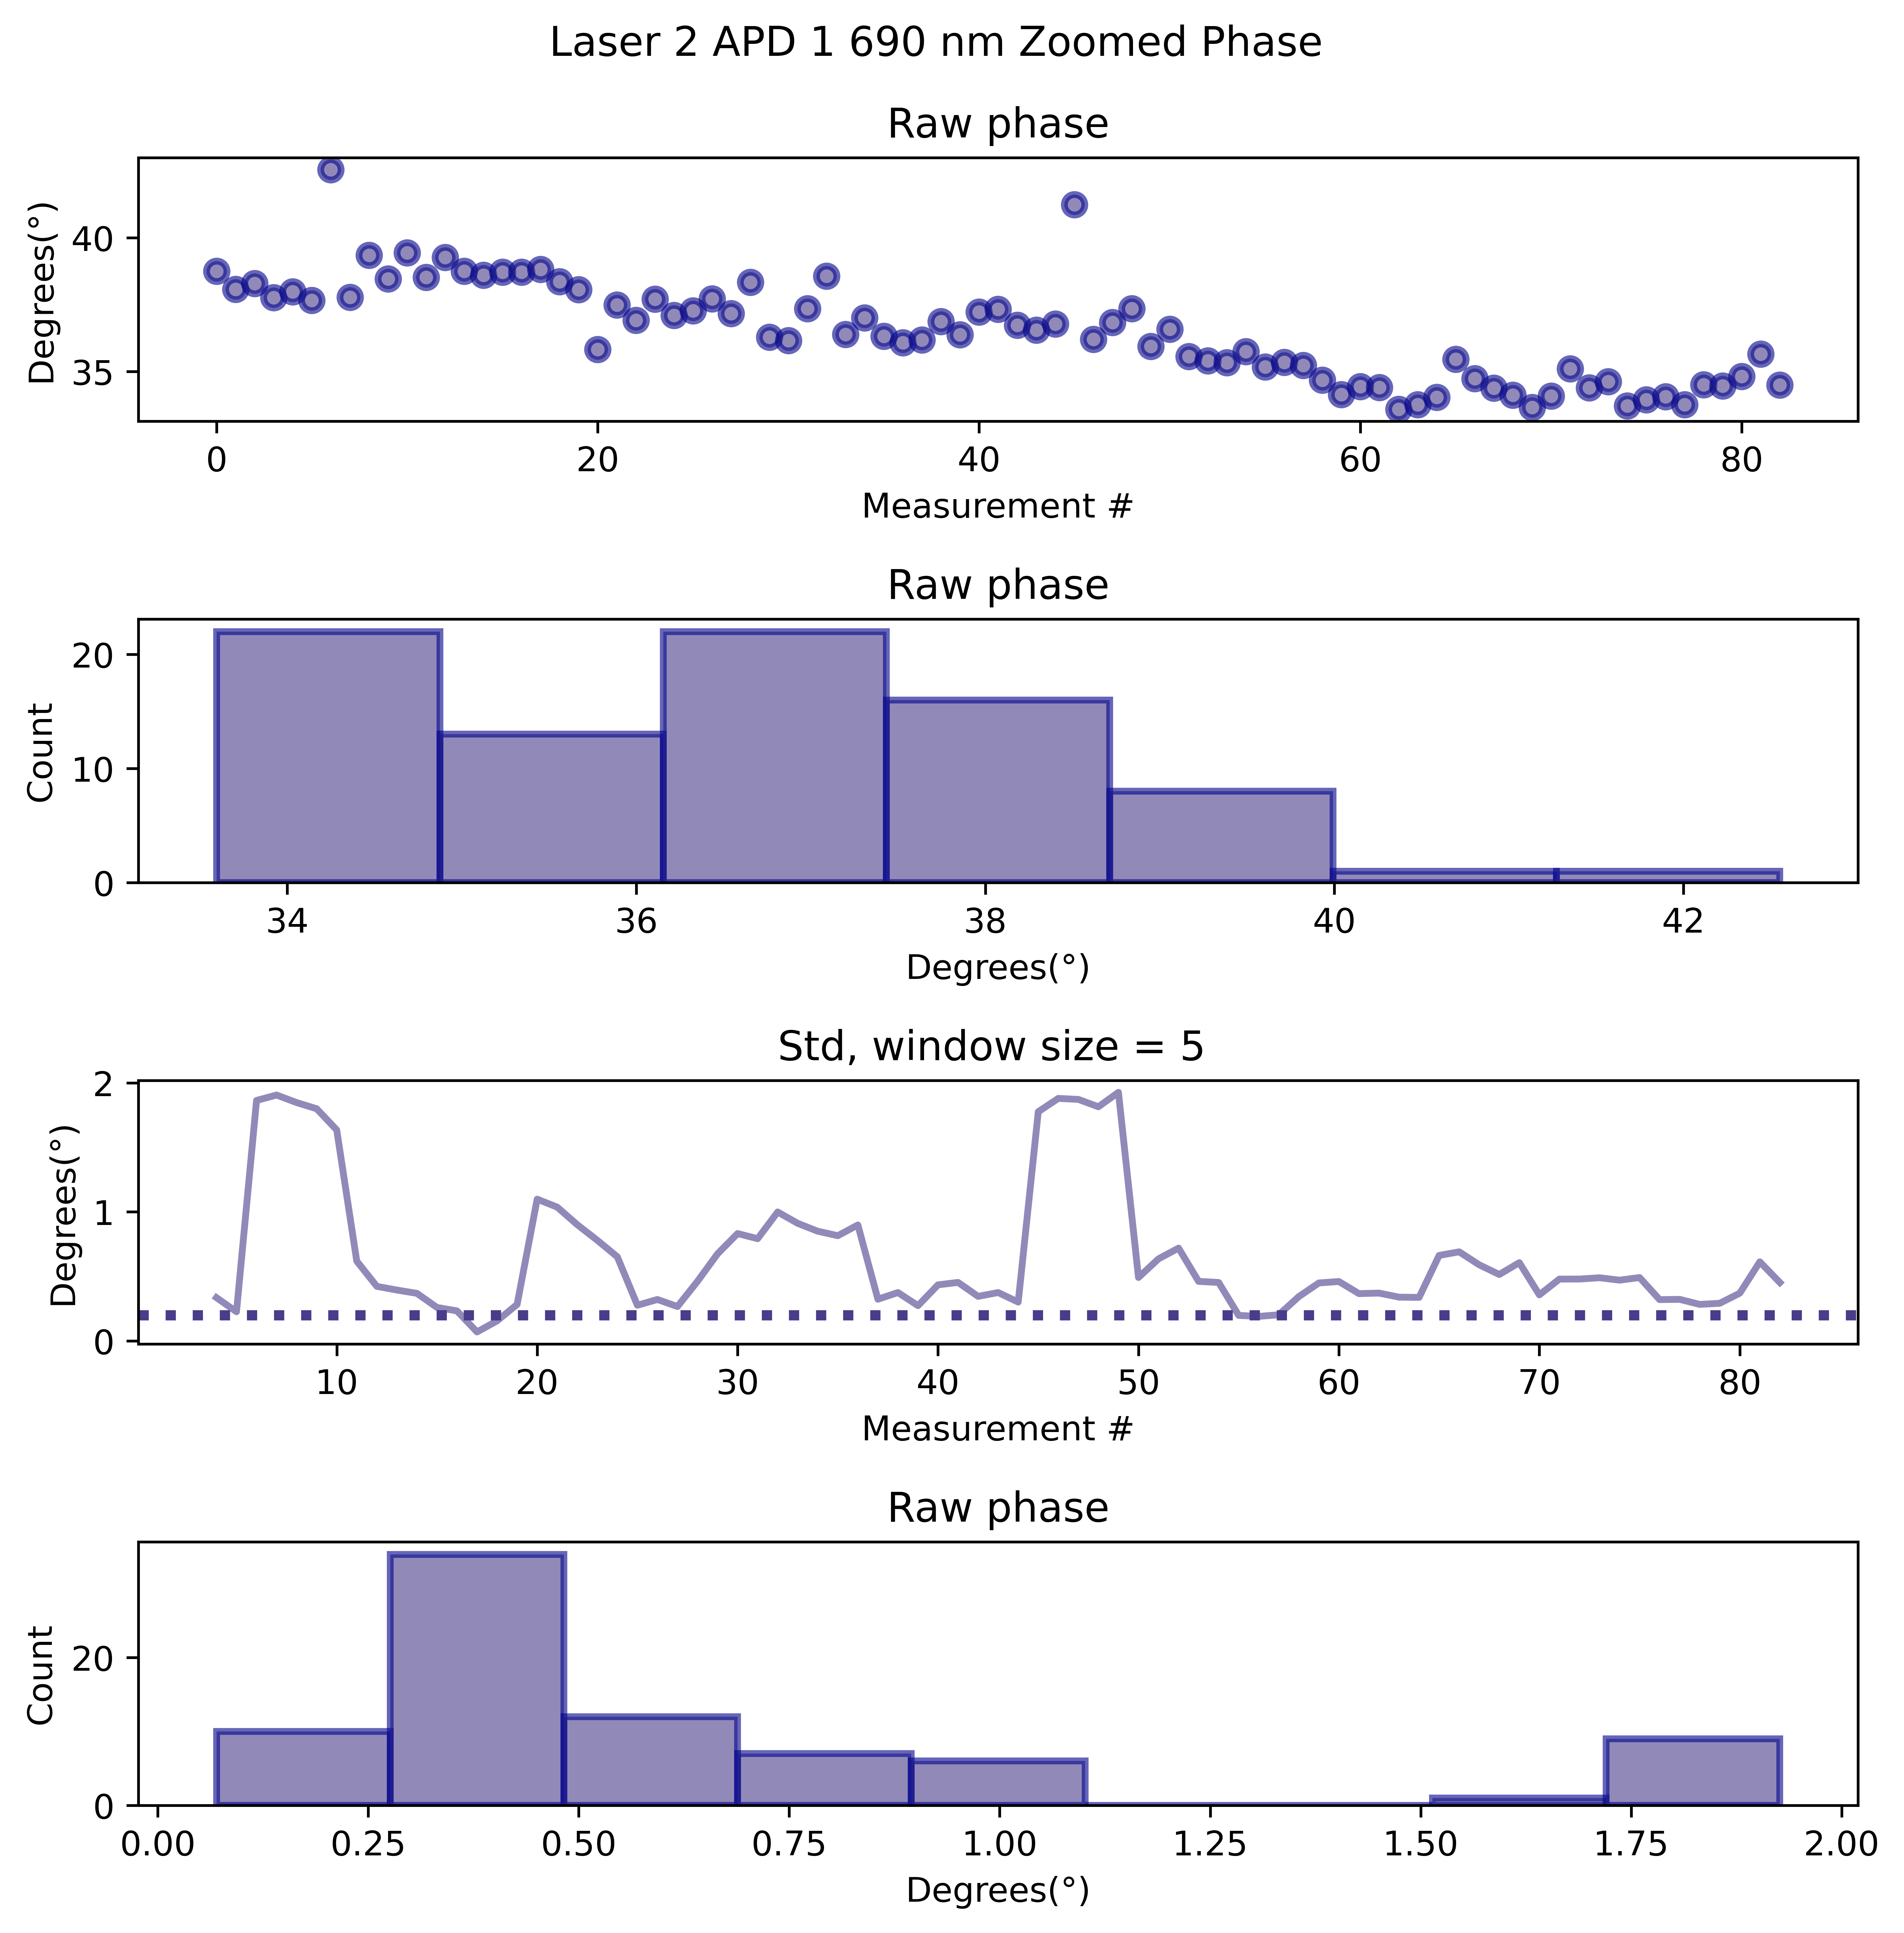 Laser 2 APD 1 690 nm Zoomed Phase
Raw phase
Degrees(°)
40
35
0 20 40 60 80
Measurement #
Raw phase
Count
20
10
0
34 36 38 40 42
Degrees(°)
Std, window size = 5
Degrees(°)
2
1
0
10 20 30 40 50 60 70 80
Measurement #
Raw phase
Count
20
0
0.00 0.25 0.50 0.75 1.00 1.25 1.50 1.75 2.00
Degrees(°)